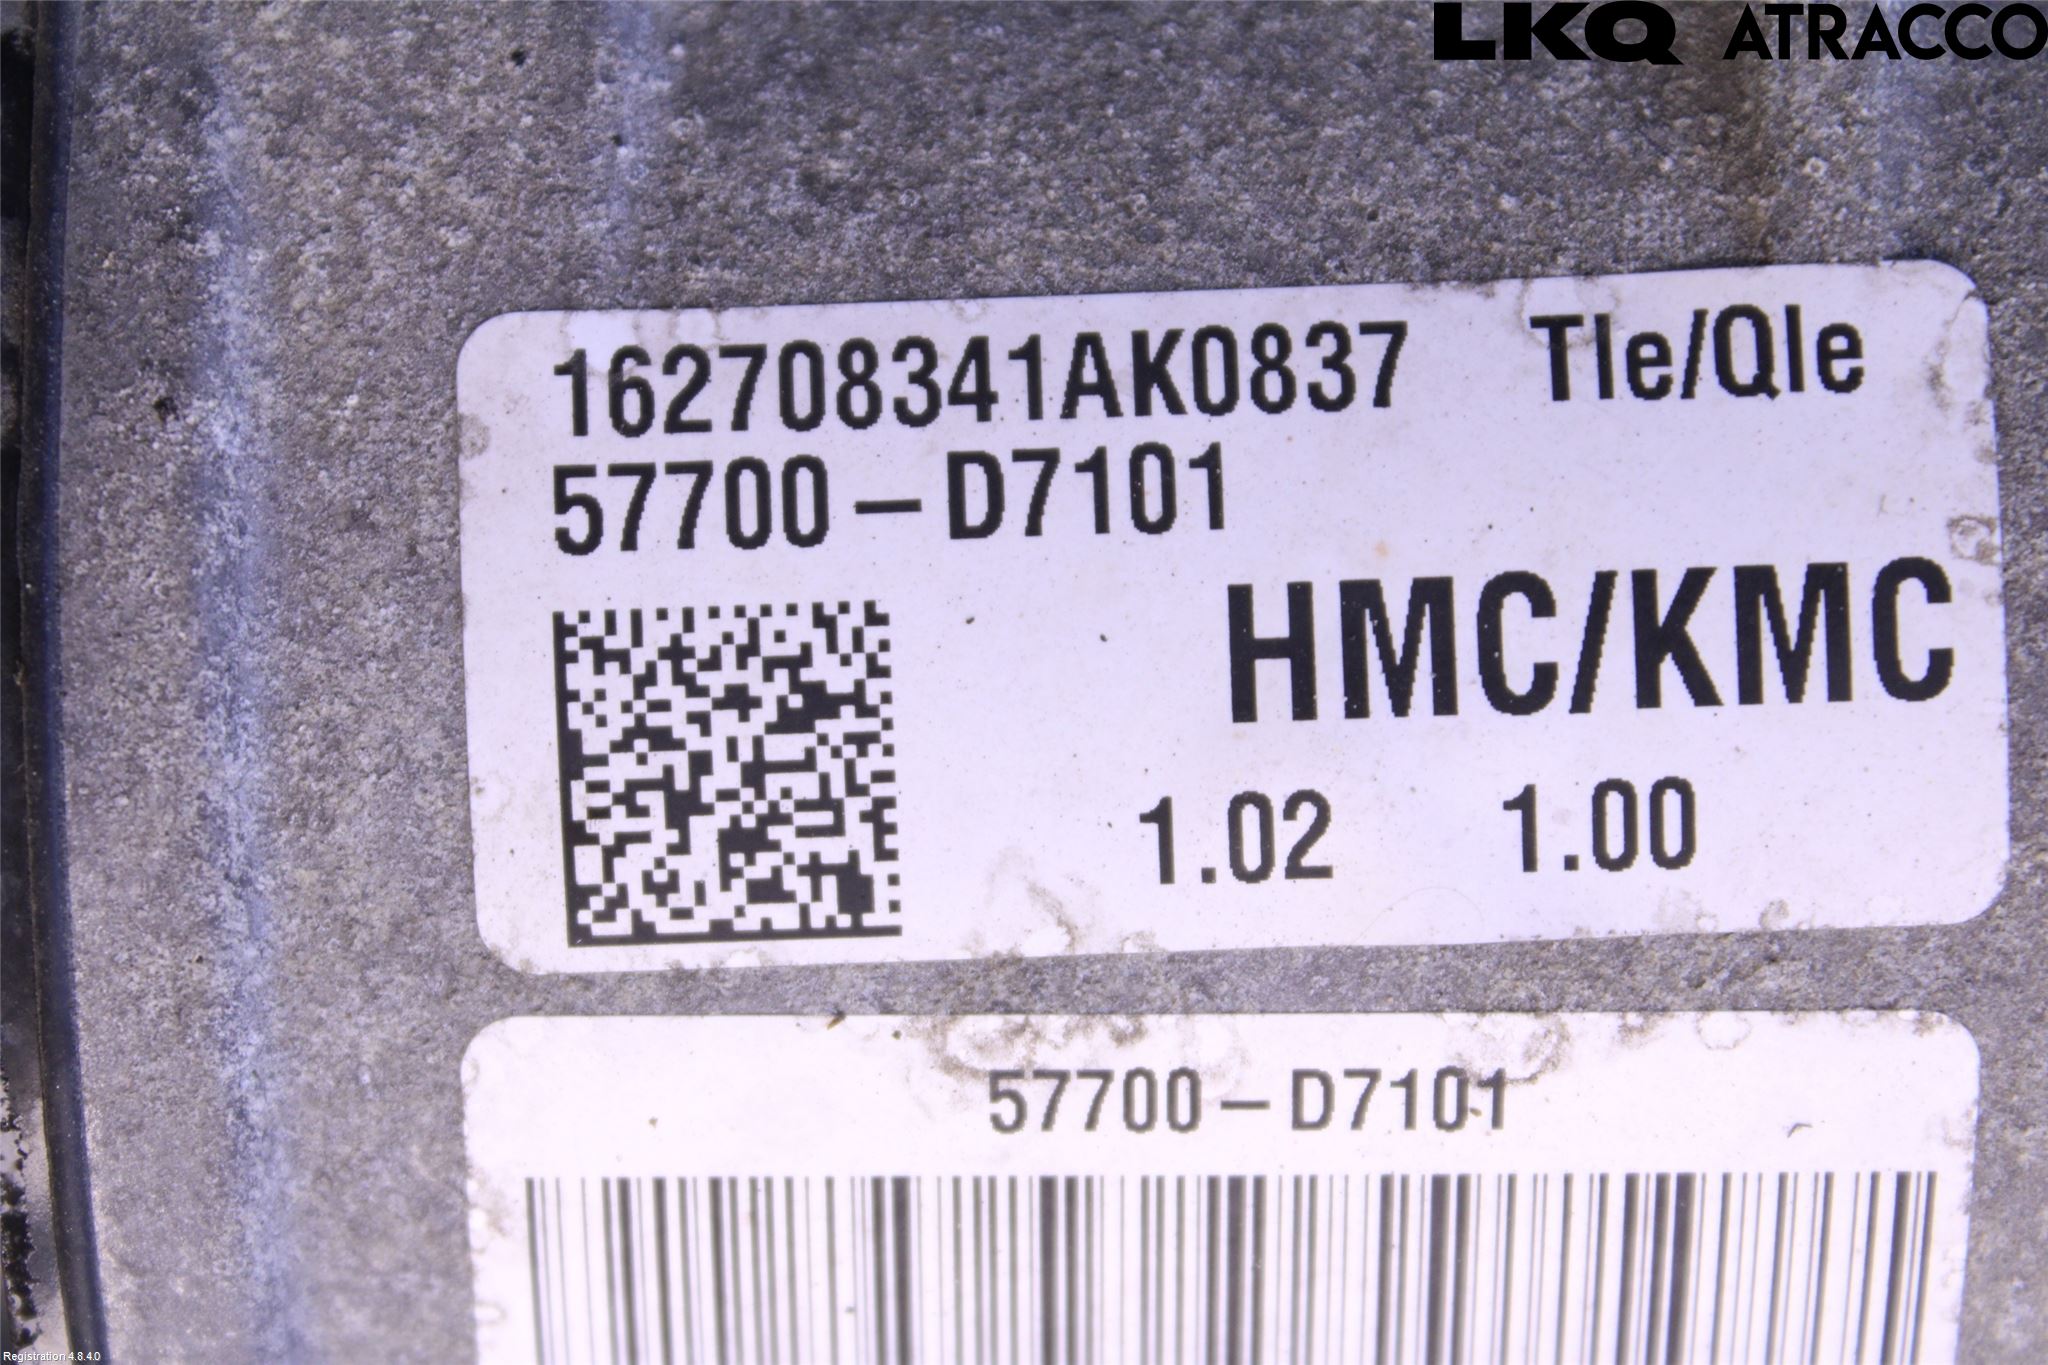 LKQ ATRACCO
162708341AK0837 Tle/Qle
57700-D7101
HMC/KMC
1.02 1.00
57700-D7101
Registration 4.8.4.0